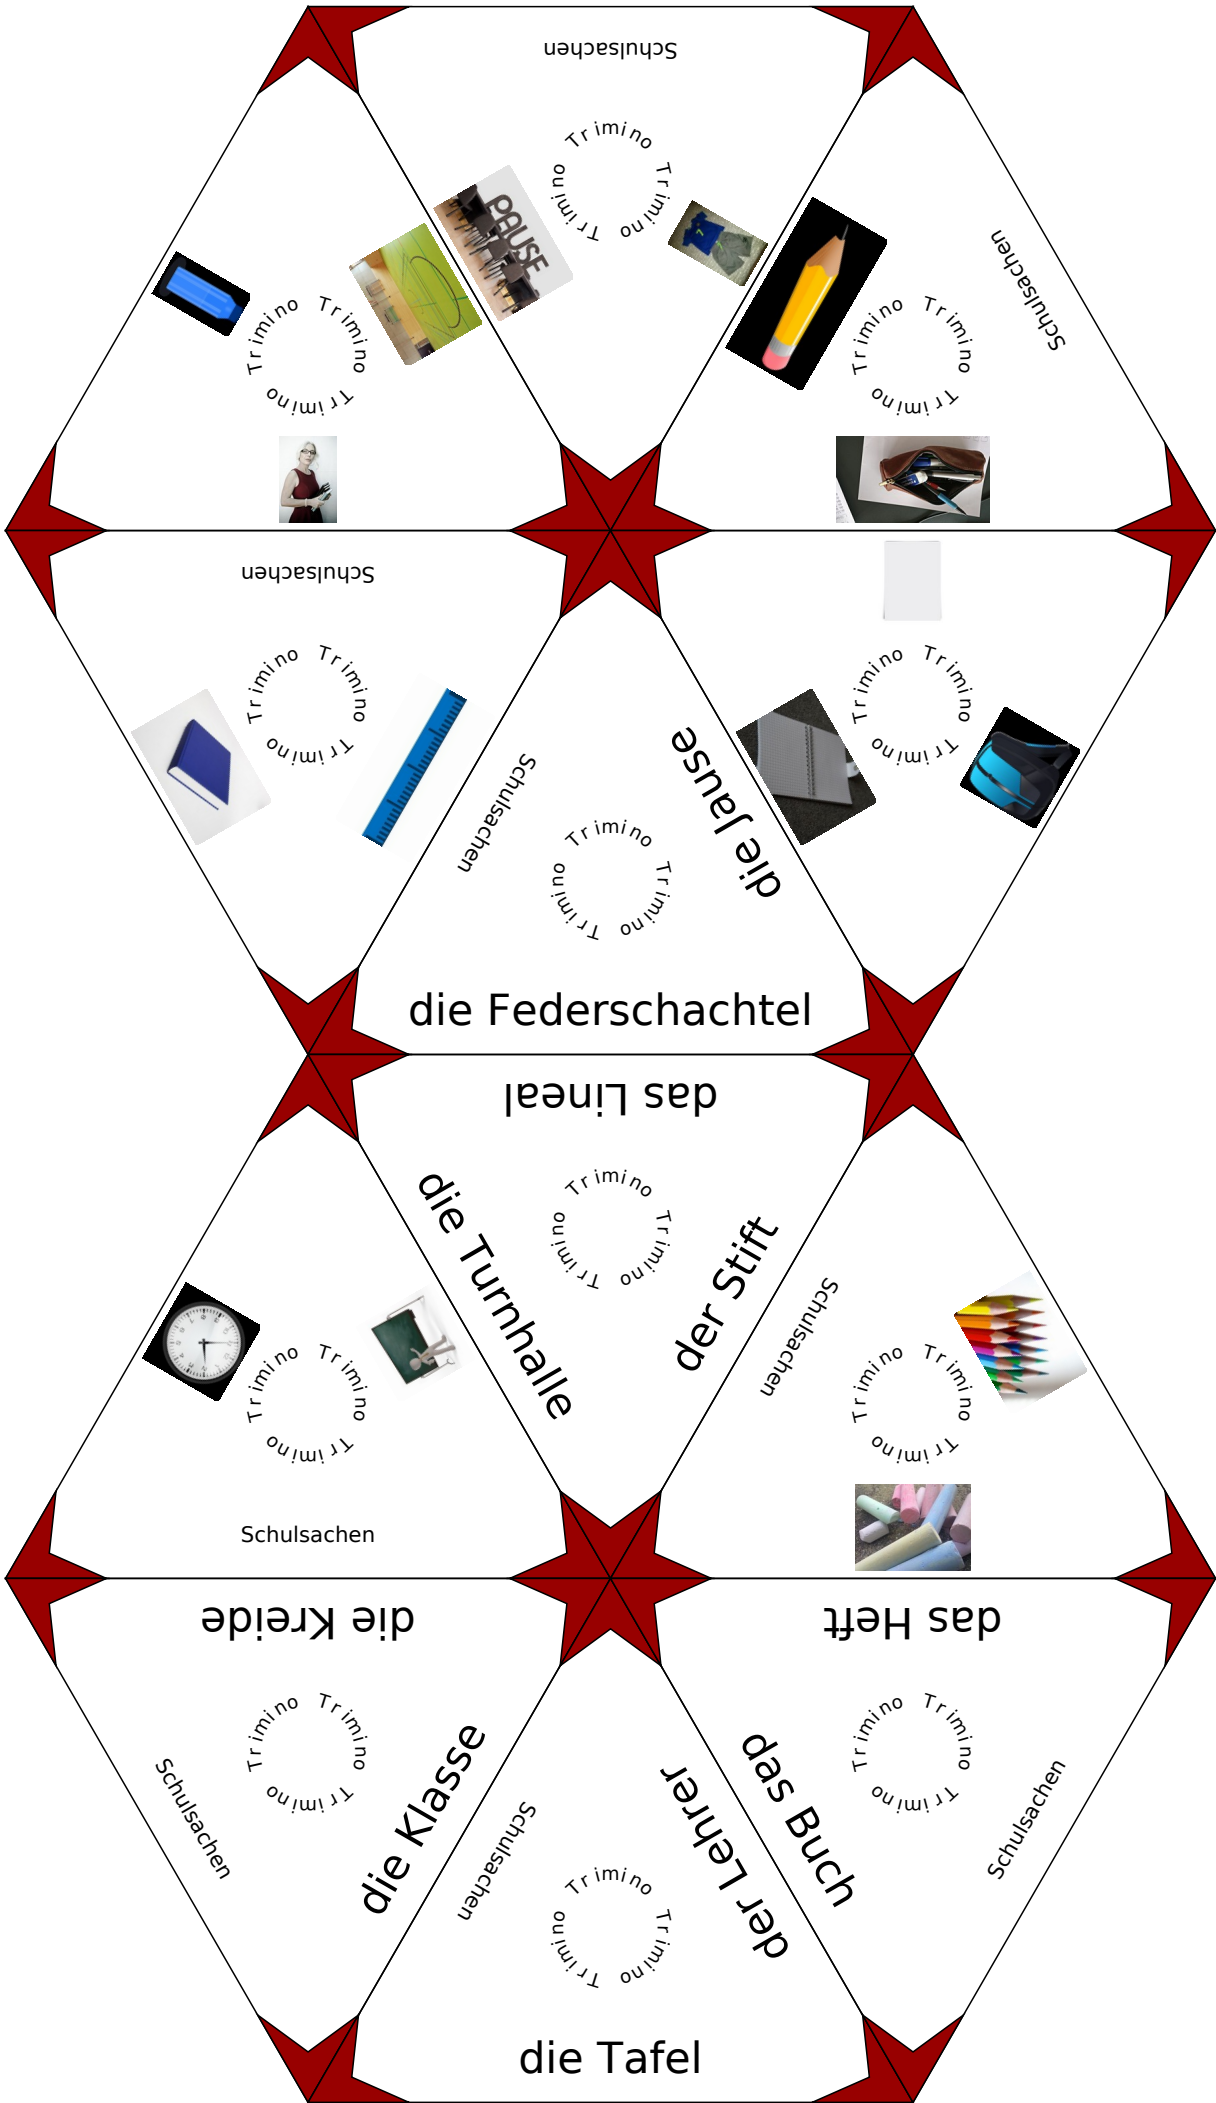 Schulsachen
Trimino Trimino Trimino
PAUSE
Schulsachen
Trimino Trimino Trimino
Trimino Trimino Trimino
Schulsachen
Trimino Trimino Trimino
Trimino Trimino Trimino
die Jause
Schulsachen
Trimino Trimino Trimino
die Federschachtel
das Lineal
die Turnhalle
Trimino Trimino Trimino
der Stift
Schulsachen
Trimino Trimino Trimino
Trimino Trimino Trimino
Schulsachen
die Kreide
das Heft
Trimino Trimino Trimino
Trimino Trimino Trimino
Schulsachen
die Klasse
Schulsachen
der Lehrer
das Buch
Schulsachen
Trimino Trimino Trimino
die Tafel